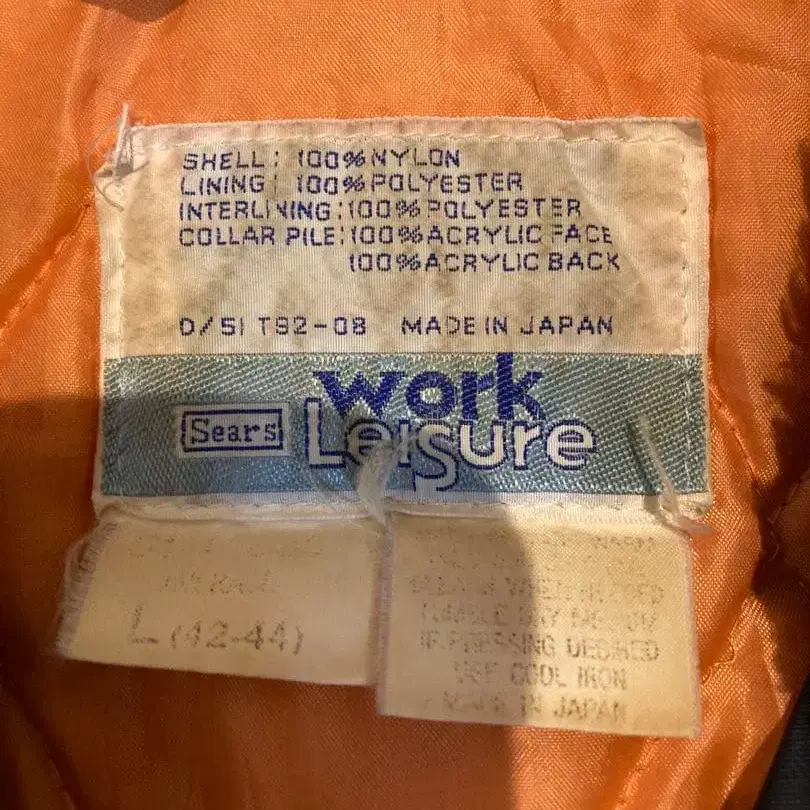 SHELL: 100% NYLON
LINING: 100% POLYESTER
INTERLINING: 100% POLYESTER
COLLAR PILE: 100% ACRYLIC FACE
100% ACRYLIC BACK
D/51 T92-08 MADE IN JAPAN
Sears work Leisure
L (42-44)
WHEN NEEDED
TUMBLE DRY
IF PRESSING DESIRED
USE COOL IRON
MADE IN JAPAN